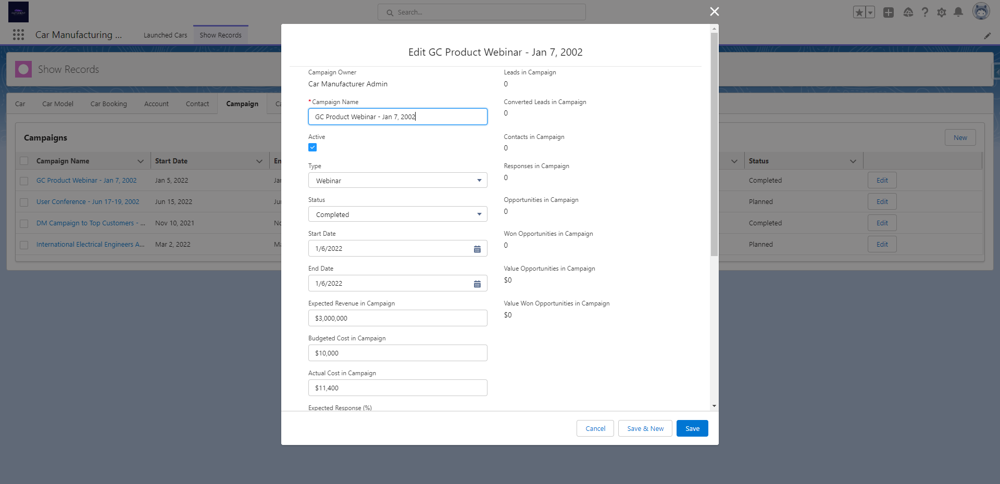 Search...
Car Manufacturing ...
Launched Cars
Show Records
Show Records
Car
Car Model
Car Booking
Account
Contact
Campaign
Ca
Campaigns
New
Campaign Name
Start Date
En
Status
GC Product Webinar - Jan 7, 2002
Jan 5, 2022
Jan
Completed
Edit
User Conference - Jun 17-19, 2002
Jun 15, 2022
Jun
Planned
Edit
DM Campaign to Top Customers - ...
Nov 10, 2021
No
Completed
Edit
International Electrical Engineers A...
Mar 2, 2022
Ma
Planned
Edit
Edit GC Product Webinar - Jan 7, 2002
Campaign Owner
Car Manufacturer Admin
Leads in Campaign
0
*Campaign Name
GC Product Webinar - Jan 7, 2002
Converted Leads in Campaign
0
Active
Contacts in Campaign
0
Type
Webinar
Responses in Campaign
0
Status
Completed
Opportunities in Campaign
0
Start Date
1/6/2022
Won Opportunities in Campaign
0
End Date
1/6/2022
Value Opportunities in Campaign
$0
Expected Revenue in Campaign
$3,000,000
Value Won Opportunities in Campaign
$0
Budgeted Cost in Campaign
$10,000
Actual Cost in Campaign
$11,400
Expected Response (%)
Cancel
Save & New
Save